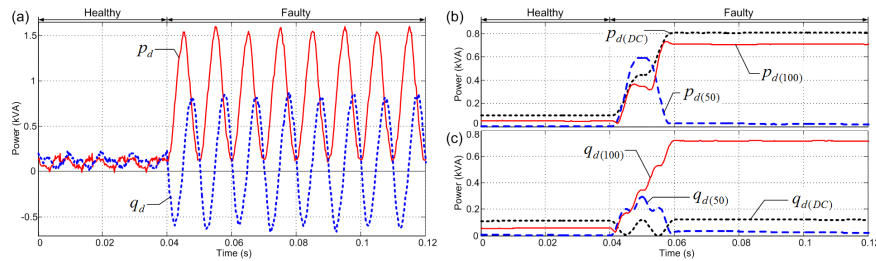 (a)
Healthy
Faulty
1.5
1
0.5
0
-0.5
Power (kVA)
p_d
q_d
0 0.02 0.04 0.06 0.08 0.1 0.12
Time (s)
(b)
Healthy
Faulty
0.8
0.6
0.4
0.2
0
Power (kVA)
p_d(DC)
p_d(100)
p_d(50)
(c)
0.8
0.6
0.4
0.2
0
Power (kVA)
q_d(100)
q_d(50)
q_d(DC)
0 0.02 0.04 0.06 0.08 0.1 0.12
Time (s)